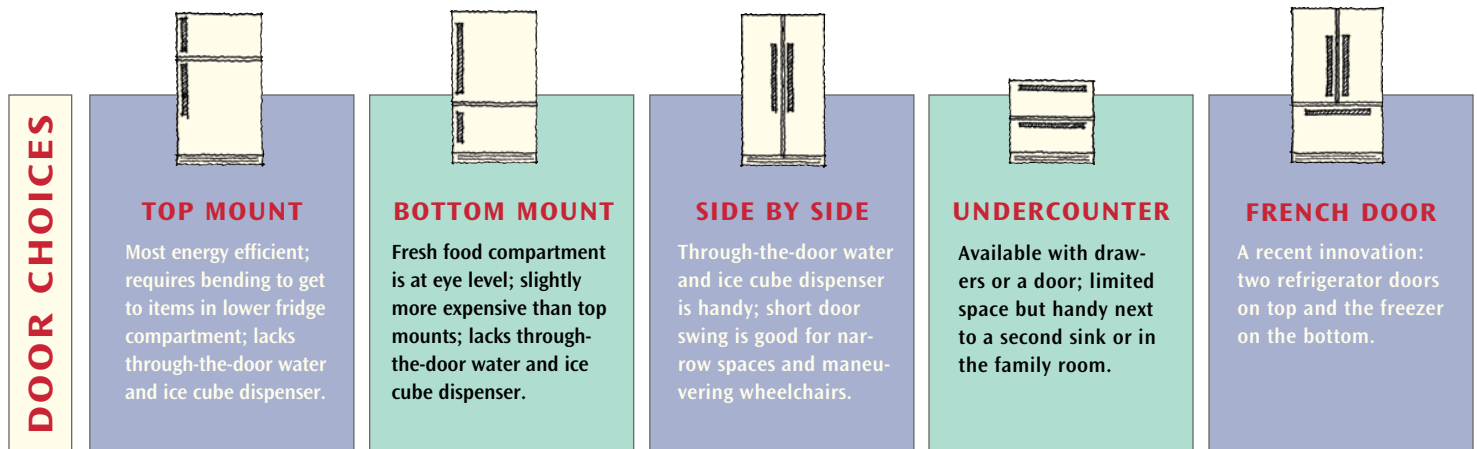 DOOR CHOICES
TOP MOUNT
Most energy efficient;
requires bending to get
to items in lower fridge
compartment; lacks
through-the-door water
and ice cube dispenser.
BOTTOM MOUNT
Fresh food compartment
is at eye level; slightly
more expensive than top
mounts; lacks through-
the-door water and ice
cube dispenser.
SIDE BY SIDE
Through-the-door water
and ice cube dispenser
is handy; short door
swing is good for nar-
row spaces and maneu-
vering wheelchairs.
UNDERCOUNTER
Available with draw-
ers or a door; limited
space but handy next
to a second sink or in
the family room.
FRENCH DOOR
A recent innovation:
two refrigerator doors
on top and the freezer
on the bottom.